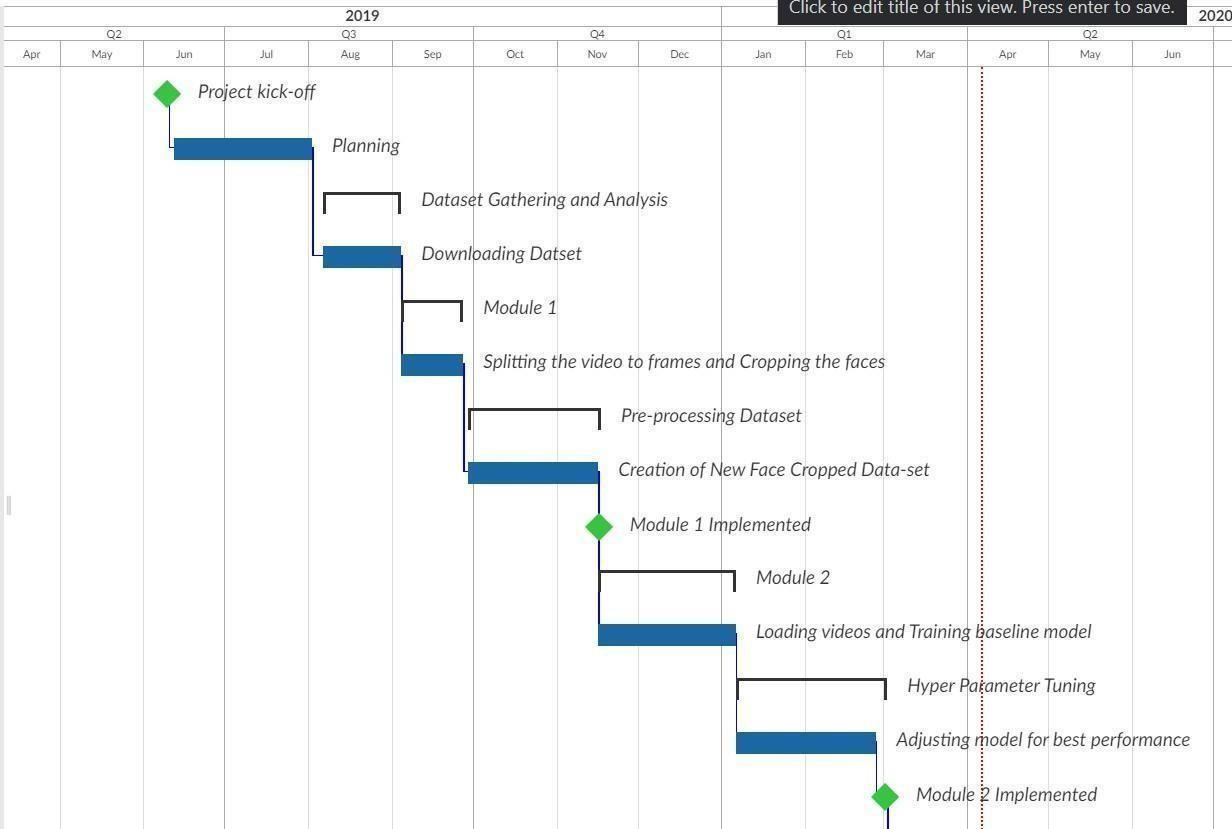 Click to edit title of this view. Press enter to save.
2019 2020
Q2 Q3 Q4 Q1 Q2
Apr May Jun Jul Aug Sep Oct Nov Dec Jan Feb Mar Apr May Jun
Project kick-off
Planning
Dataset Gathering and Analysis
Downloading Datset
Module 1
Splitting the video to frames and Cropping the faces
Pre-processing Dataset
Creation of New Face Cropped Data-set
Module 1 Implemented
Module 2
Loading videos and Training baseline model
Hyper Parameter Tuning
Adjusting model for best performance
Module 2 Implemented